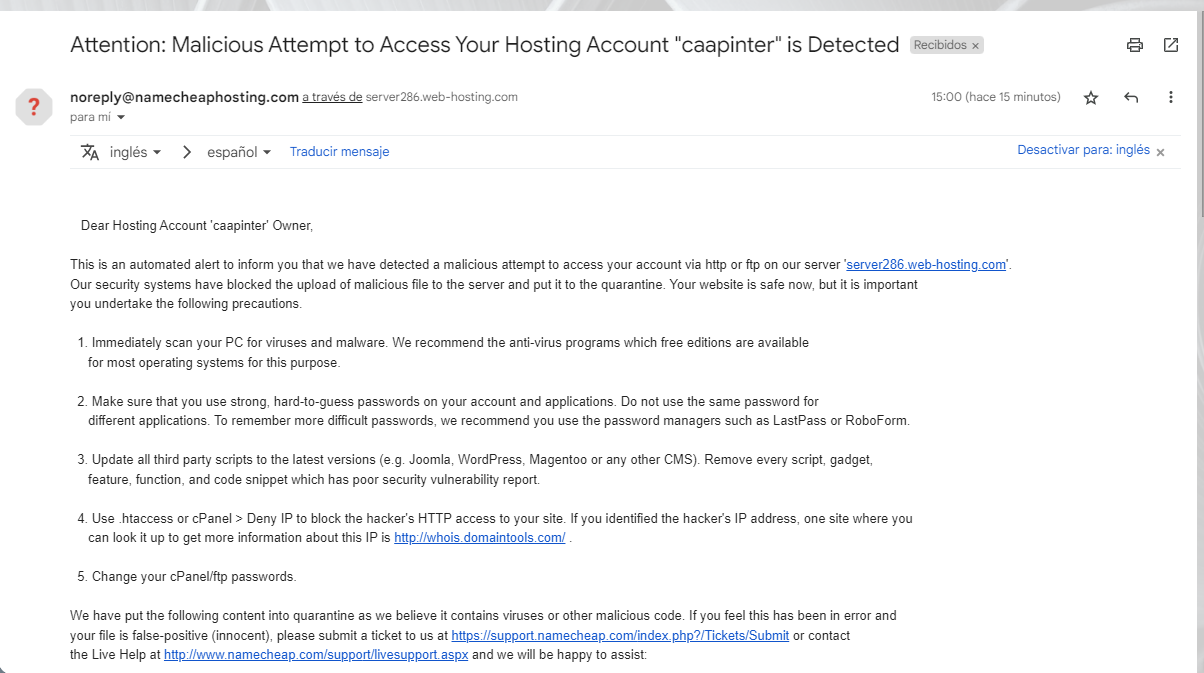 Attention: Malicious Attempt to Access Your Hosting Account "caapinter" is Detected Recibidos ×
noreply@namecheaphosting.com a través de server286.web-hosting.com 15:00 (hace 15 minutos)
para mí
inglés español Traducir mensaje Desactivar para: inglés ×
Dear Hosting Account 'caapinter' Owner,
This is an automated alert to inform you that we have detected a malicious attempt to access your account via http or ftp on our server 'server286.web-hosting.com'.
Our security systems have blocked the upload of malicious file to the server and put it to the quarantine. Your website is safe now, but it is important
you undertake the following precautions.
1. Immediately scan your PC for viruses and malware. We recommend the anti-virus programs which free editions are available
for most operating systems for this purpose.
2. Make sure that you use strong, hard-to-guess passwords on your account and applications. Do not use the same password for
different applications. To remember more difficult passwords, we recommend you use the password managers such as LastPass or RoboForm.
3. Update all third party scripts to the latest versions (e.g. Joomla, WordPress, Magentoo or any other CMS). Remove every script, gadget,
feature, function, and code snippet which has poor security vulnerability report.
4. Use .htaccess or cPanel > Deny IP to block the hacker's HTTP access to your site. If you identified the hacker's IP address, one site where you
can look it up to get more information about this IP is http://whois.domaintools.com/ .
5. Change your cPanel/ftp passwords.
We have put the following content into quarantine as we believe it contains viruses or other malicious code. If you feel this has been in error and
your file is false-positive (innocent), please submit a ticket to us at https://support.namecheap.com/index.php?/Tickets/Submit or contact
the Live Help at http://www.namecheap.com/support/livesupport.aspx and we will be happy to assist: